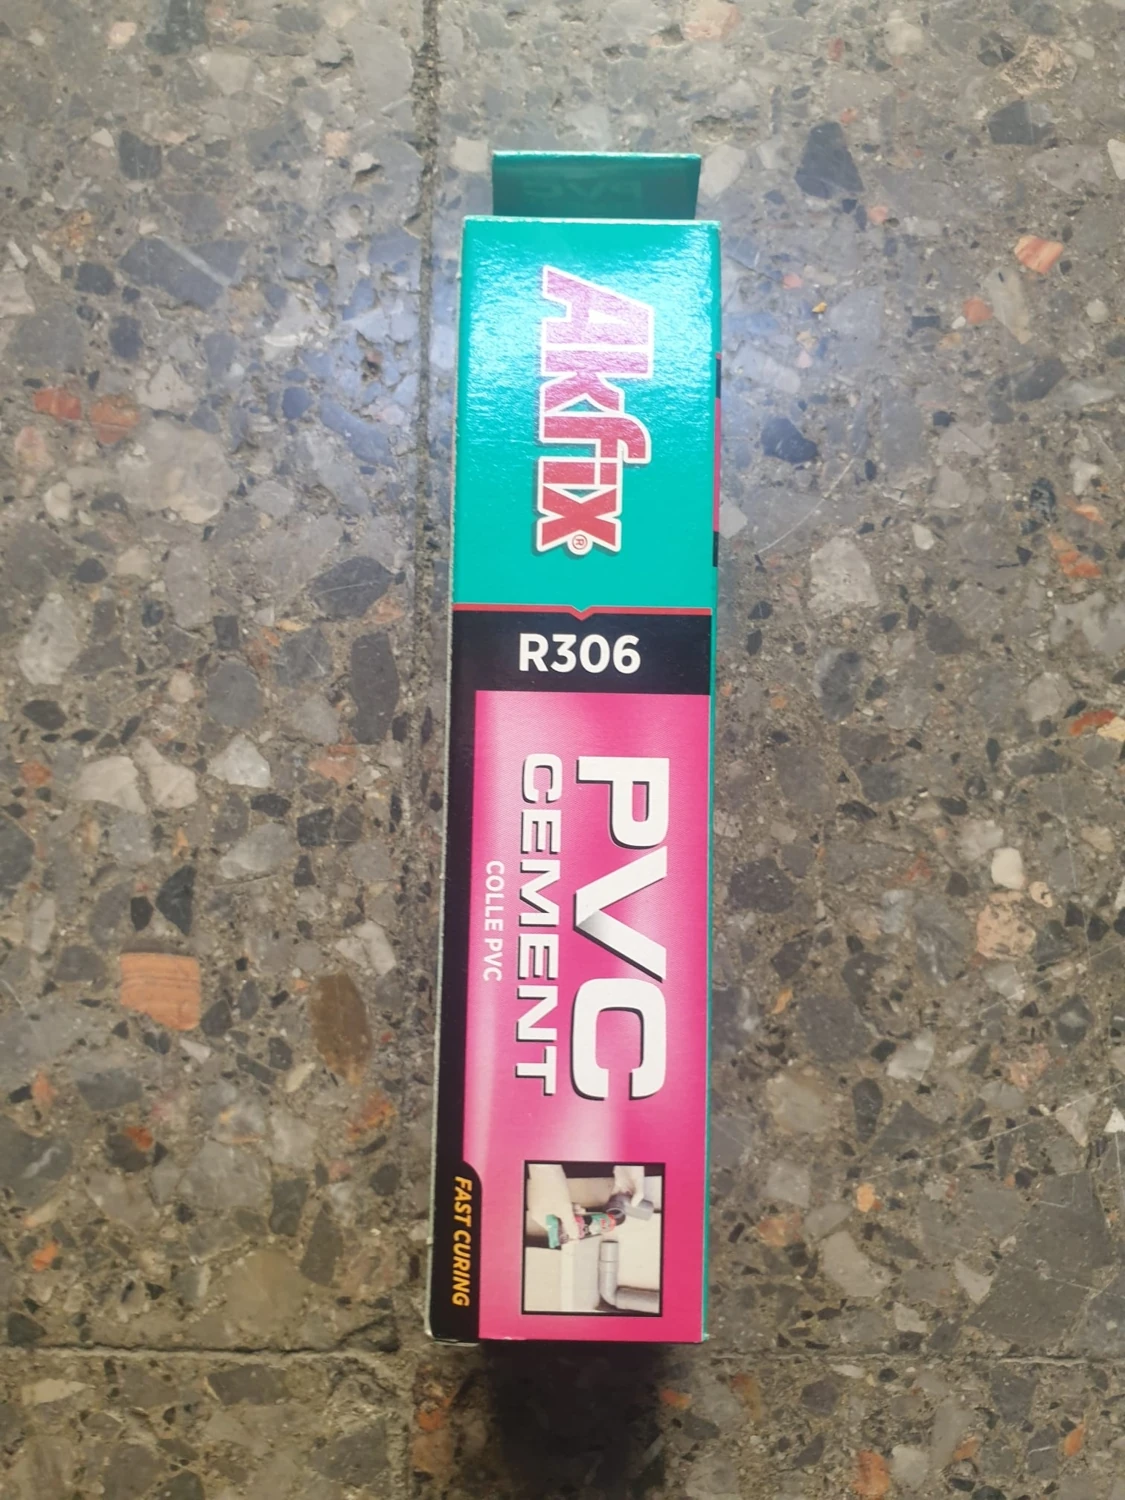 Akfix®
R306
PVC
CEMENT
COLLE PVC
FAST CURING